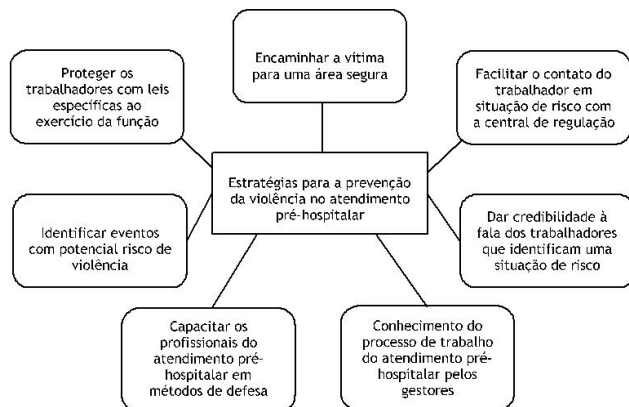 Encaminhar a vítima
para uma área segura
Proteger os
trabalhadores com leis
específicas ao
exercício da função
Facilitar o contato do
trabalhador em
situação de risco com
a central de regulação
Estratégias para a prevenção
da violência no atendimento
pré-hospitalar
Identificar eventos
com potencial risco de
violência
Dar credibilidade à
fala dos trabalhadores
que identificam uma
situação de risco
Capacitar os
profissionais do
atendimento pré-
hospitalar em
métodos de defesa
Conhecimento do
processo de trabalho
do atendimento pré-
hospitalar pelos
gestores